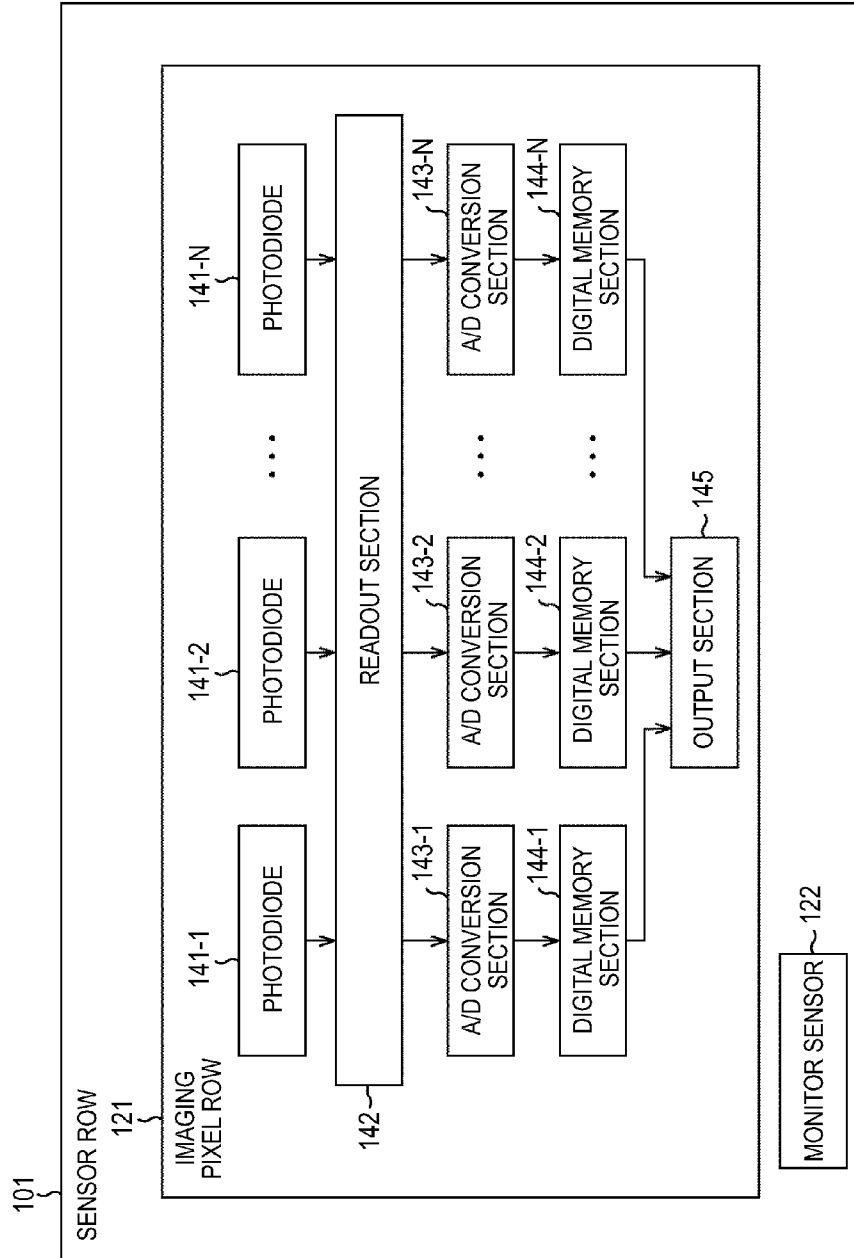 101
SENSOR ROW
121
IMAGING
PIXEL ROW
141-1
141-2
141-N
PHOTODIODE
PHOTODIODE
...
PHOTODIODE
READOUT SECTION
142
143-1
143-2
143-N
A/D CONVERSION
SECTION
A/D CONVERSION
SECTION
...
A/D CONVERSION
SECTION
144-1
144-2
144-N
DIGITAL MEMORY
SECTION
DIGITAL MEMORY
SECTION
...
DIGITAL MEMORY
SECTION
145
OUTPUT SECTION
122
MONITOR SENSOR